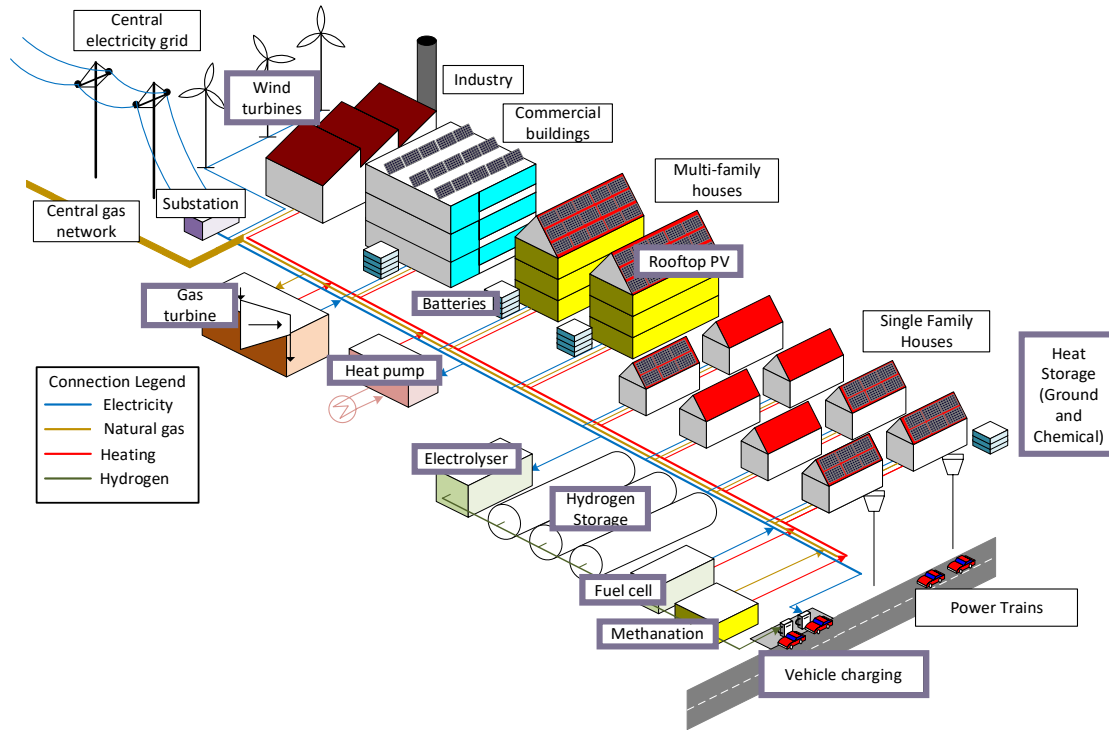 Central
electricity grid
Wind
turbines
Industry
Commercial
buildings
Multi-family
houses
Substation
Central gas
network
Rooftop PV
Gas
turbine
Batteries
Single Family
Houses
Heat
Storage
(Ground
and
Chemical)
Heat pump
Connection Legend
Electricity
Natural gas
Heating
Hydrogen
Electrolyser
Hydrogen
Storage
Fuel cell
Methanation
Power Trains
Vehicle charging